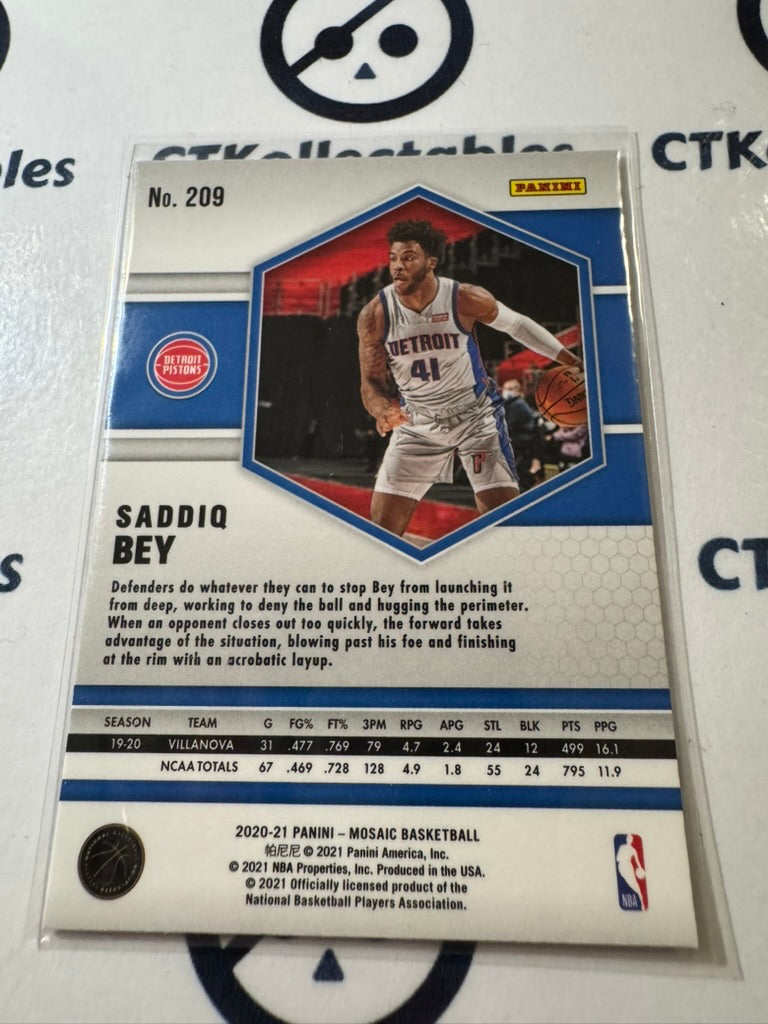 les
CTKollectables
CTK
No. 209
PANINI
DETROIT
PISTONS
DETROIT
41
SADDIQ
BEY
Defenders do whatever they can to stop Bey from launching it
from deep, working to deny the ball and hugging the perimeter.
When an opponent closes out too quickly, the forward takes
advantage of the situation, blowing past his foe and finishing
at the rim with an acrobatic layup.
SEASON TEAM G FG% FT% 3PM RPG APG STL BLK PTS PPG
19-20 VILLANOVA 31 .477 .769 79 4.7 2.4 24 12 499 16.1
NCAA TOTALS 67 .469 .728 128 4.9 1.8 55 24 795 11.9
2020-21 PANINI – MOSAIC BASKETBALL
帕尼尼 © 2021 Panini America, Inc.
© 2021 NBA Properties, Inc. Produced in the USA.
© 2021 Officially licensed product of the
National Basketball Players Association.
NBA
s
CT